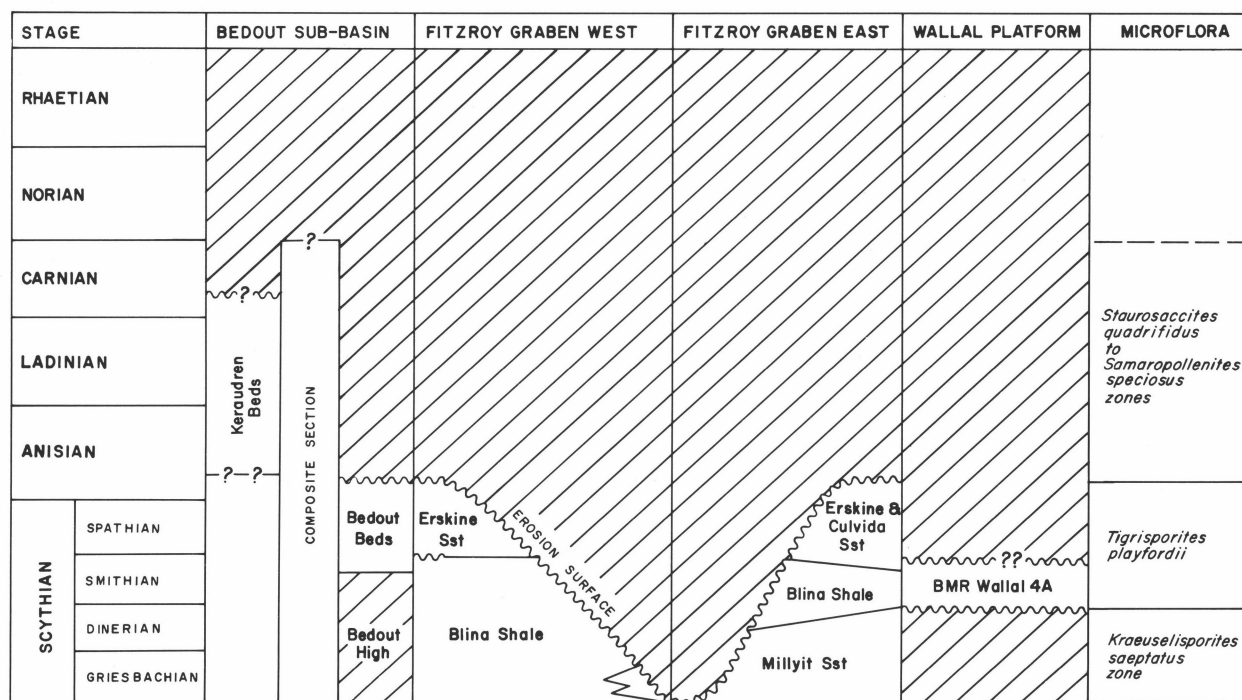 STAGE
BEDOUT SUB-BASIN
FITZROY GRABEN WEST
FITZROY GRABEN EAST
WALLAL PLATFORM
MICROFLORA
RHAETIAN
NORIAN
?
CARNIAN
?
LADINIAN
Keraudren
Beds
COMPOSITE SECTION
Staurosaccites
quadrifidus
to
Samaropollenites
speciosus
zones
ANISIAN
? ?
SCYTHIAN
SPATHIAN
Bedout
Beds
Erskine
Sst
EROSION SURFACE
Erskine &
Culvida
Sst
Tigrisporites
playfordii
??
SMITHIAN
Blina Shale
BMR Wallal 4A
DINERIAN
Bedout
High
Blina Shale
Millyit Sst
Kraeuselisporites
saeptatus
zone
GRIESBACHIAN